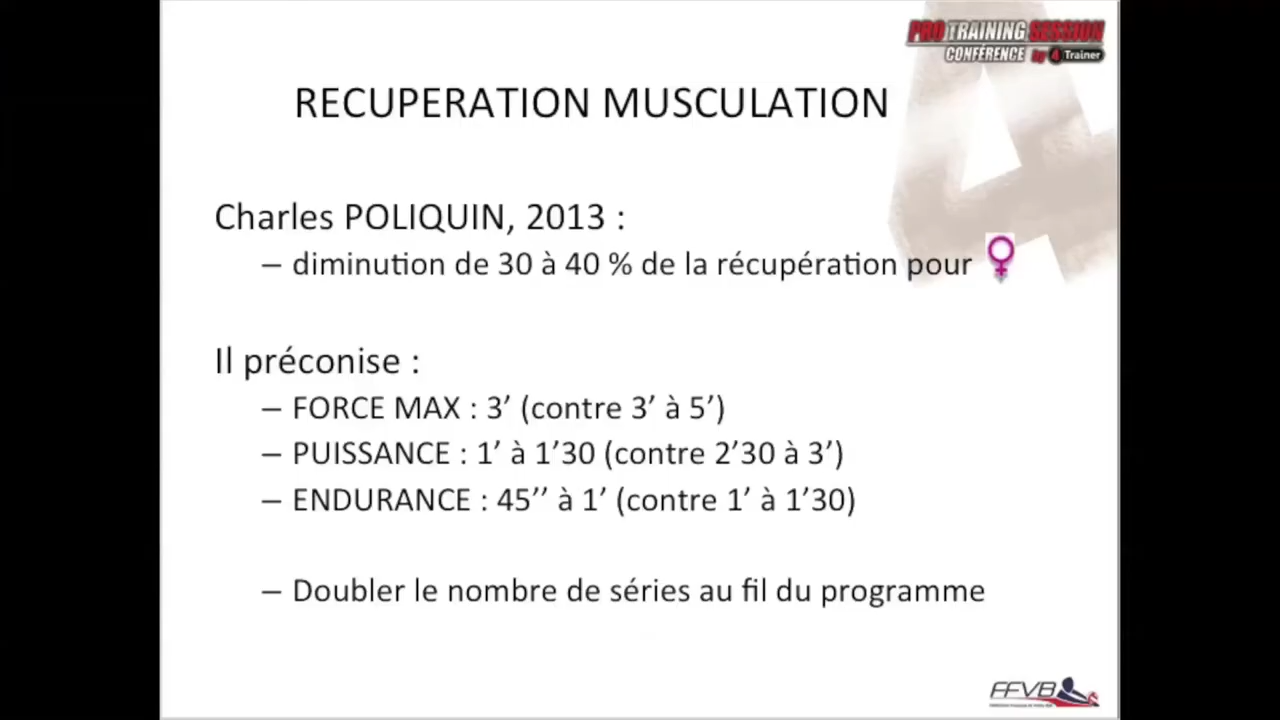 PRO TRAINING SESSION
CONFÉRENCE by 4 Trainer
RECUPERATION MUSCULATION
Charles POLIQUIN, 2013 :
– diminution de 30 à 40 % de la récupération pour ♀
Il préconise :
– FORCE MAX : 3’ (contre 3’ à 5’)
– PUISSANCE : 1’ à 1’30 (contre 2’30 à 3’)
– ENDURANCE : 45’’ à 1’ (contre 1’ à 1’30)
– Doubler le nombre de séries au fil du programme
FFVB